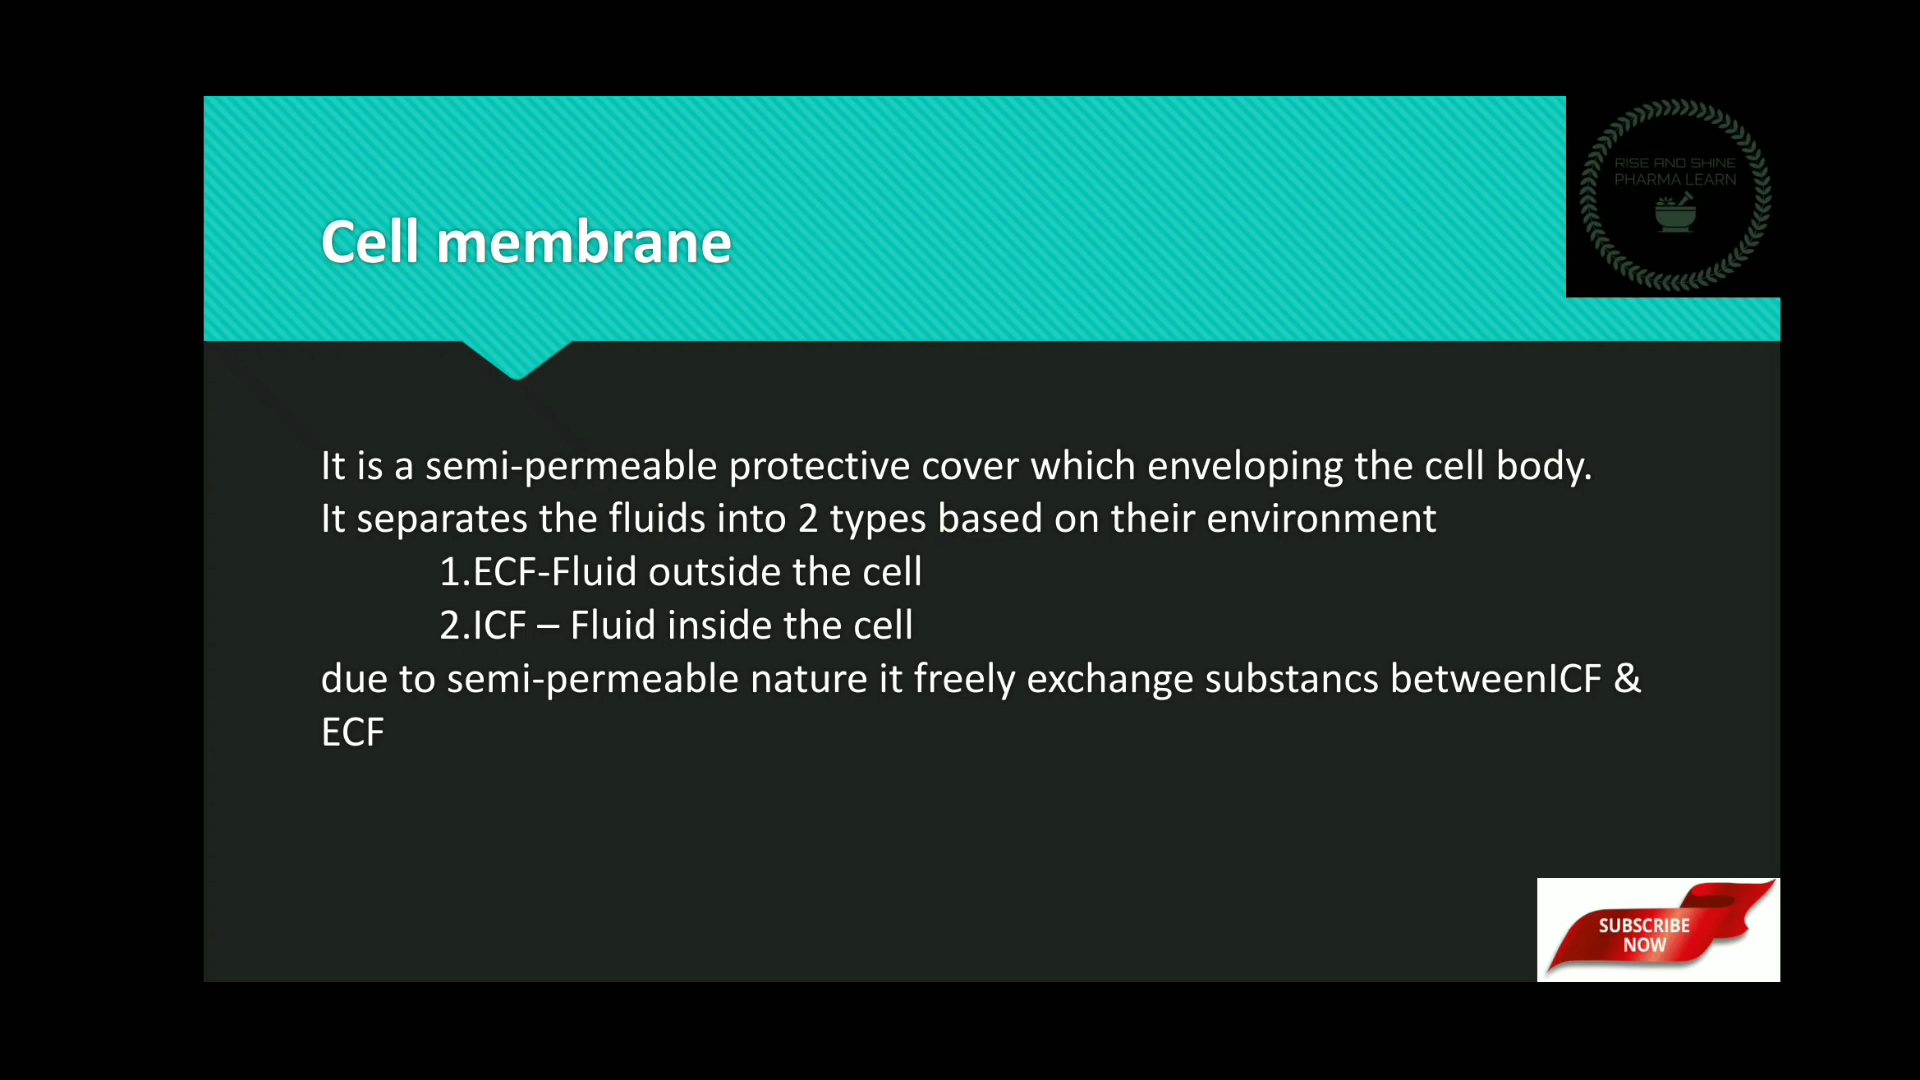 RISE AND SHINE
PHARMA LEARN
Cell membrane
It is a semi-permeable protective cover which enveloping the cell body.
It separates the fluids into 2 types based on their environment
1.ECF-Fluid outside the cell
2.ICF – Fluid inside the cell
due to semi-permeable nature it freely exchange substancs betweenICF &
ECF
SUBSCRIBE
NOW